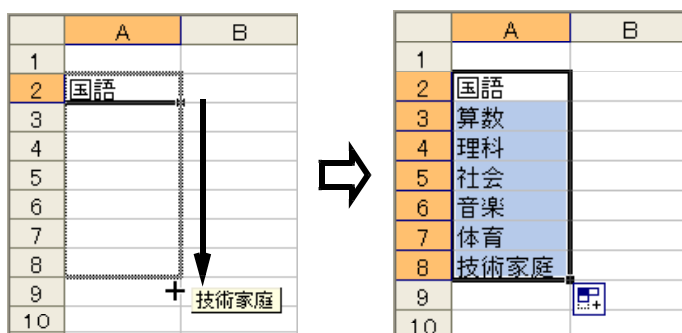 A B
1
2 国語
3
4
5
6
7
8
9 技術家庭
10
A B
1
2 国語
3 算数
4 理科
5 社会
6 音楽
7 体育
8 技術家庭
9
10